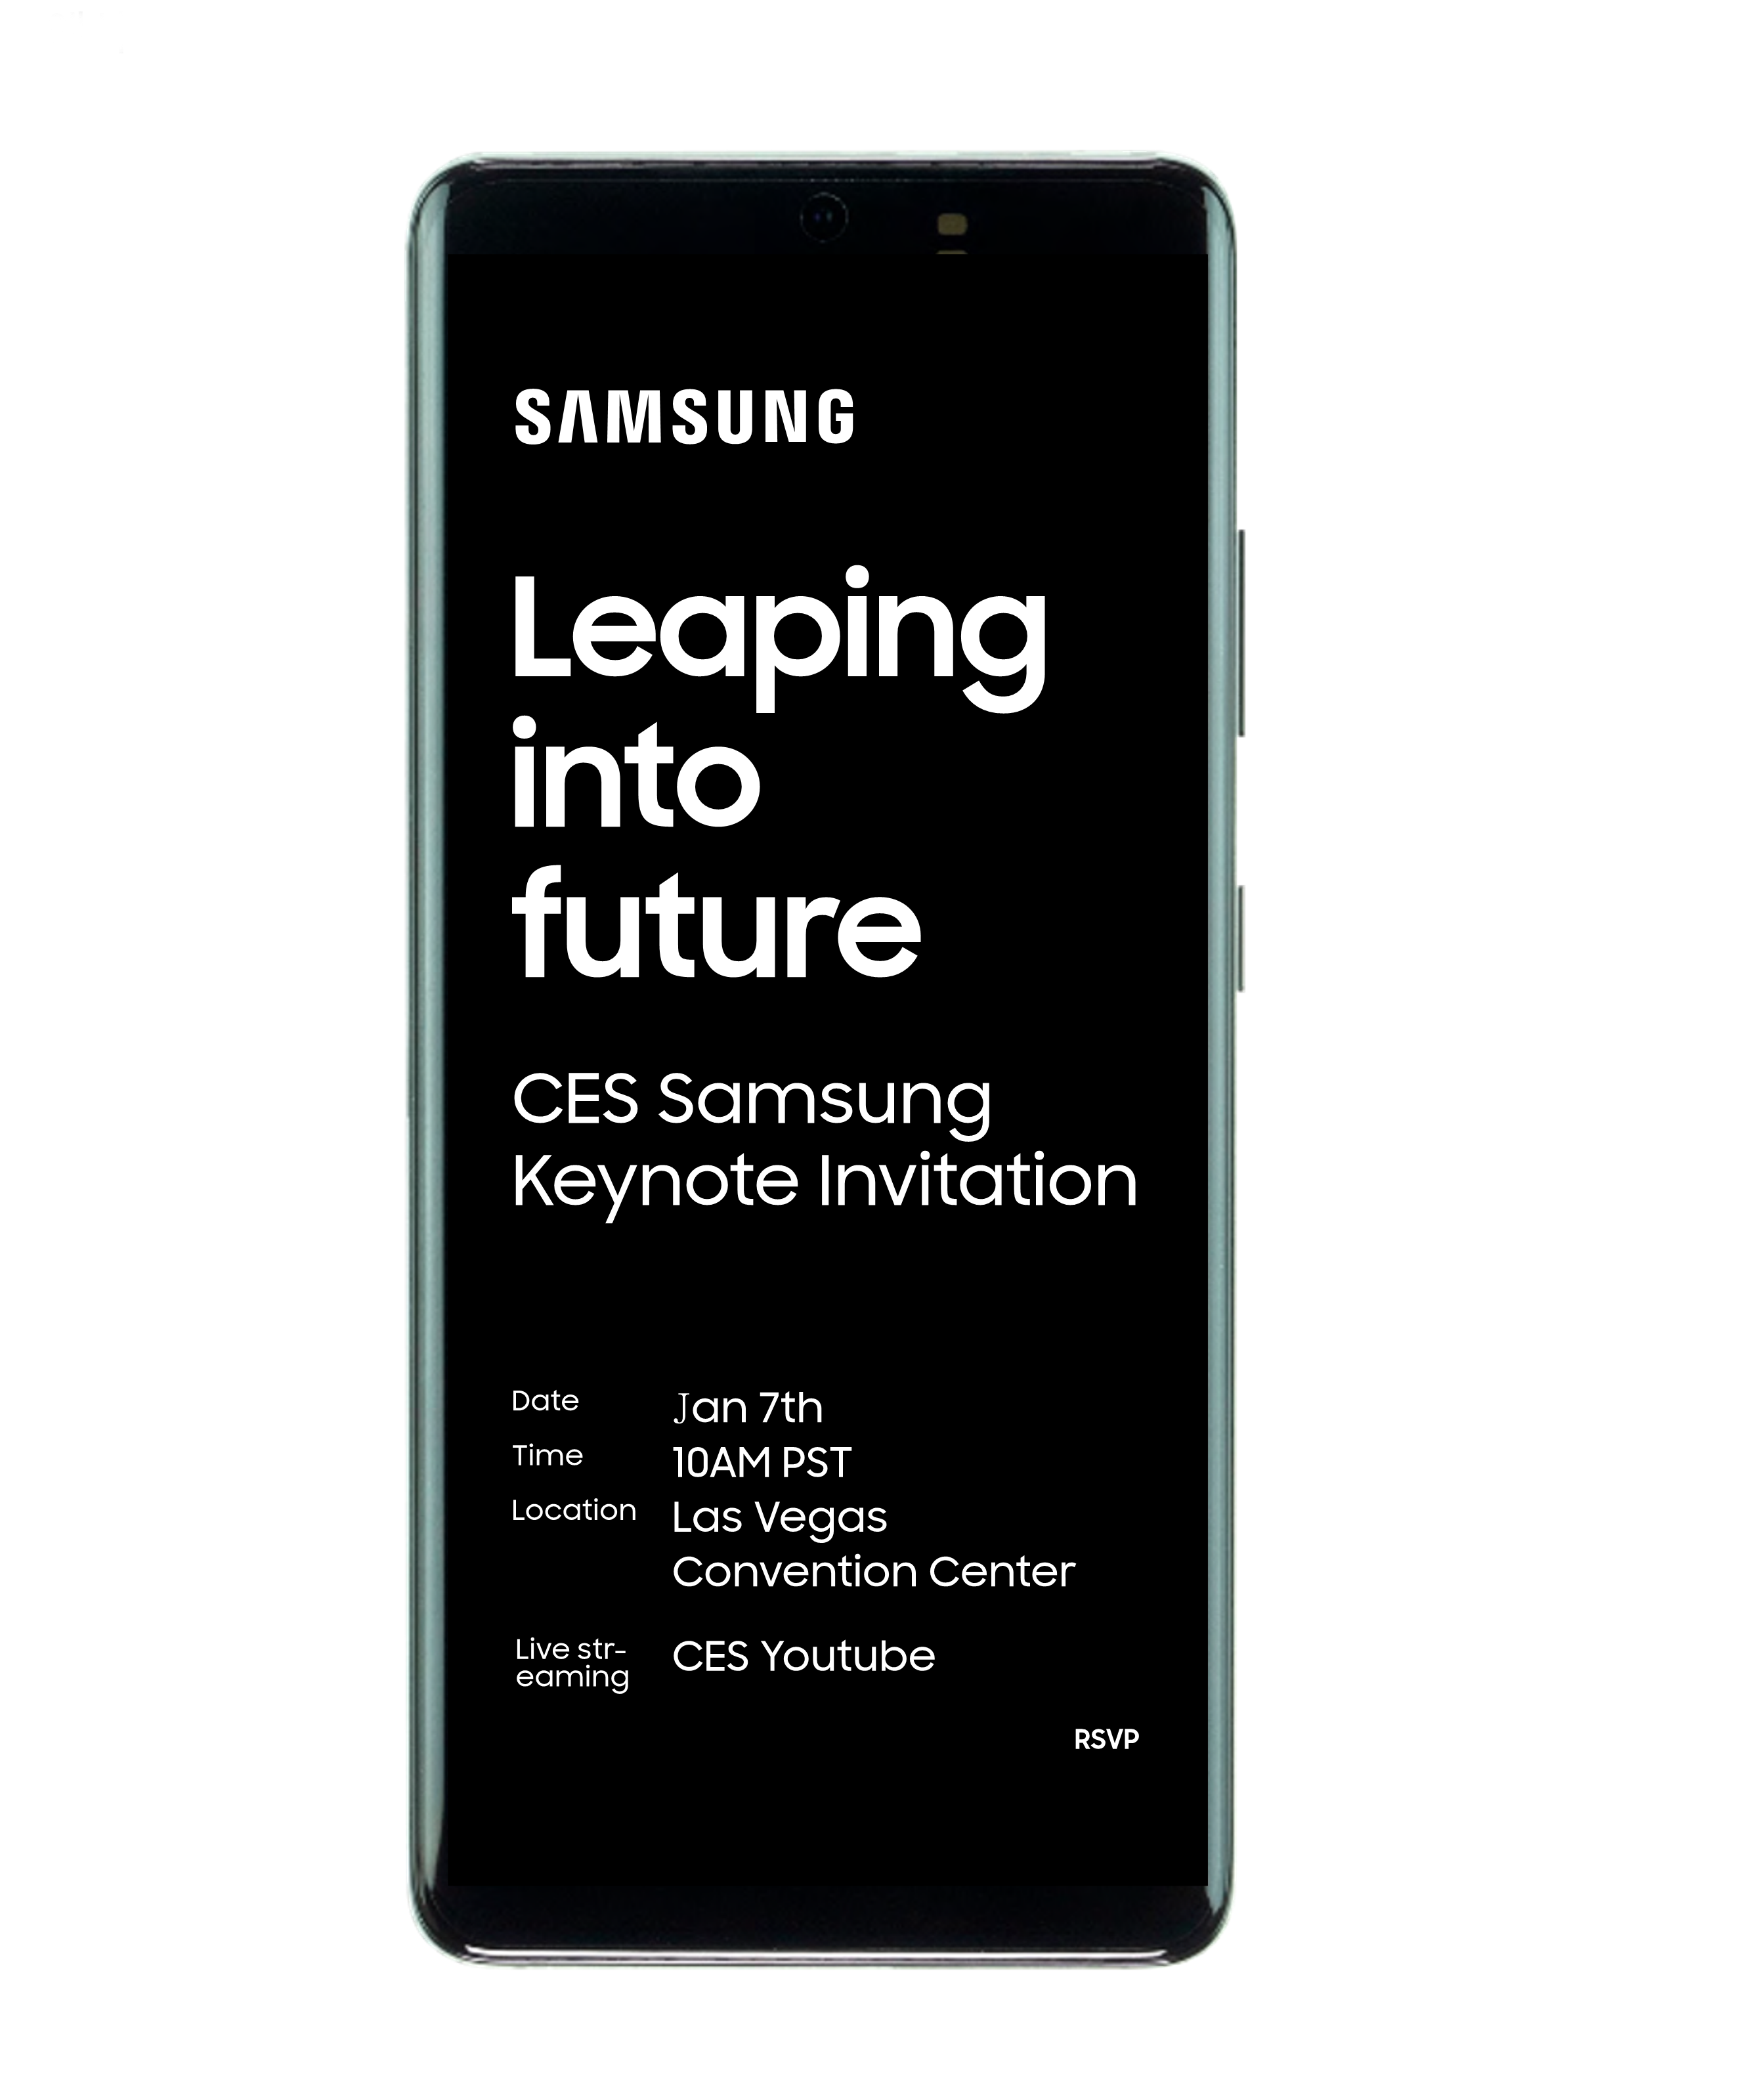 SAMSUNG
Leaping
into
future
CES Samsung
Keynote Invitation
Date Jan 7th
Time 10AM PST
Location Las Vegas
Convention Center
Live str-
eaming
CES Youtube
RSVP